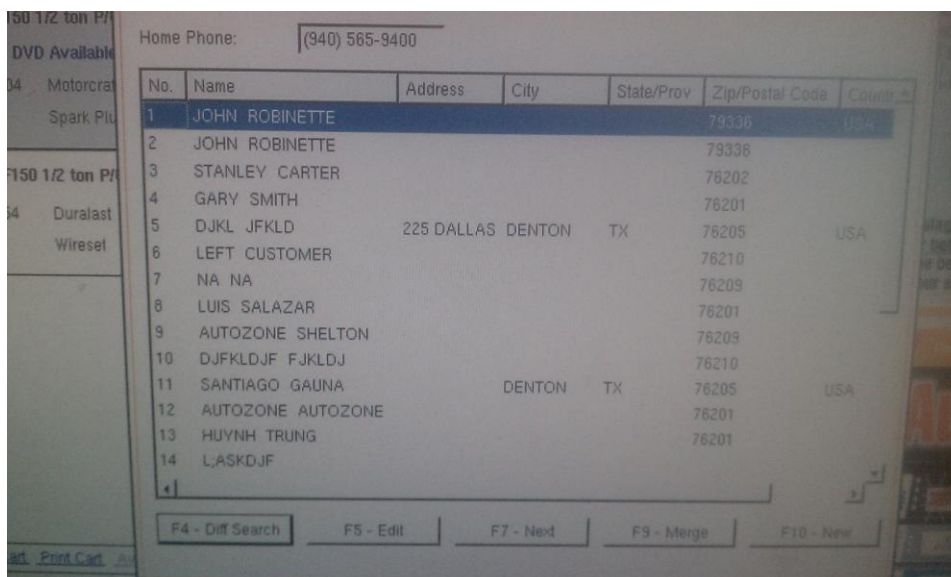 150 1/2 ton P/
DVD Available
04 Motorcraf
Spark Plu
F150 1/2 ton P/
64 Duralast
Wireset
Home Phone: (940) 565-9400
No. Name Address City State/Prov Zip/Postal Code Countr
1 JOHN ROBINETTE 79336 USA
2 JOHN ROBINETTE 79336
3 STANLEY CARTER 76202
4 GARY SMITH 76201
5 DJKL JFKLD 225 DALLAS DENTON TX 76205 USA
6 LEFT CUSTOMER 76210
7 NA NA 76209
8 LUIS SALAZAR 76201
9 AUTOZONE SHELTON 76209
10 DJFKLDJF FJKLDJ 76210
11 SANTIAGO GAUNA DENTON TX 76205 USA
12 AUTOZONE AUTOZONE 76201
13 HUYNH TRUNG 76201
14 L;ASKDJF
F4 - Diff Search F5 - Edit F7 - Next F9 - Merge F10 - New
art Print Cart